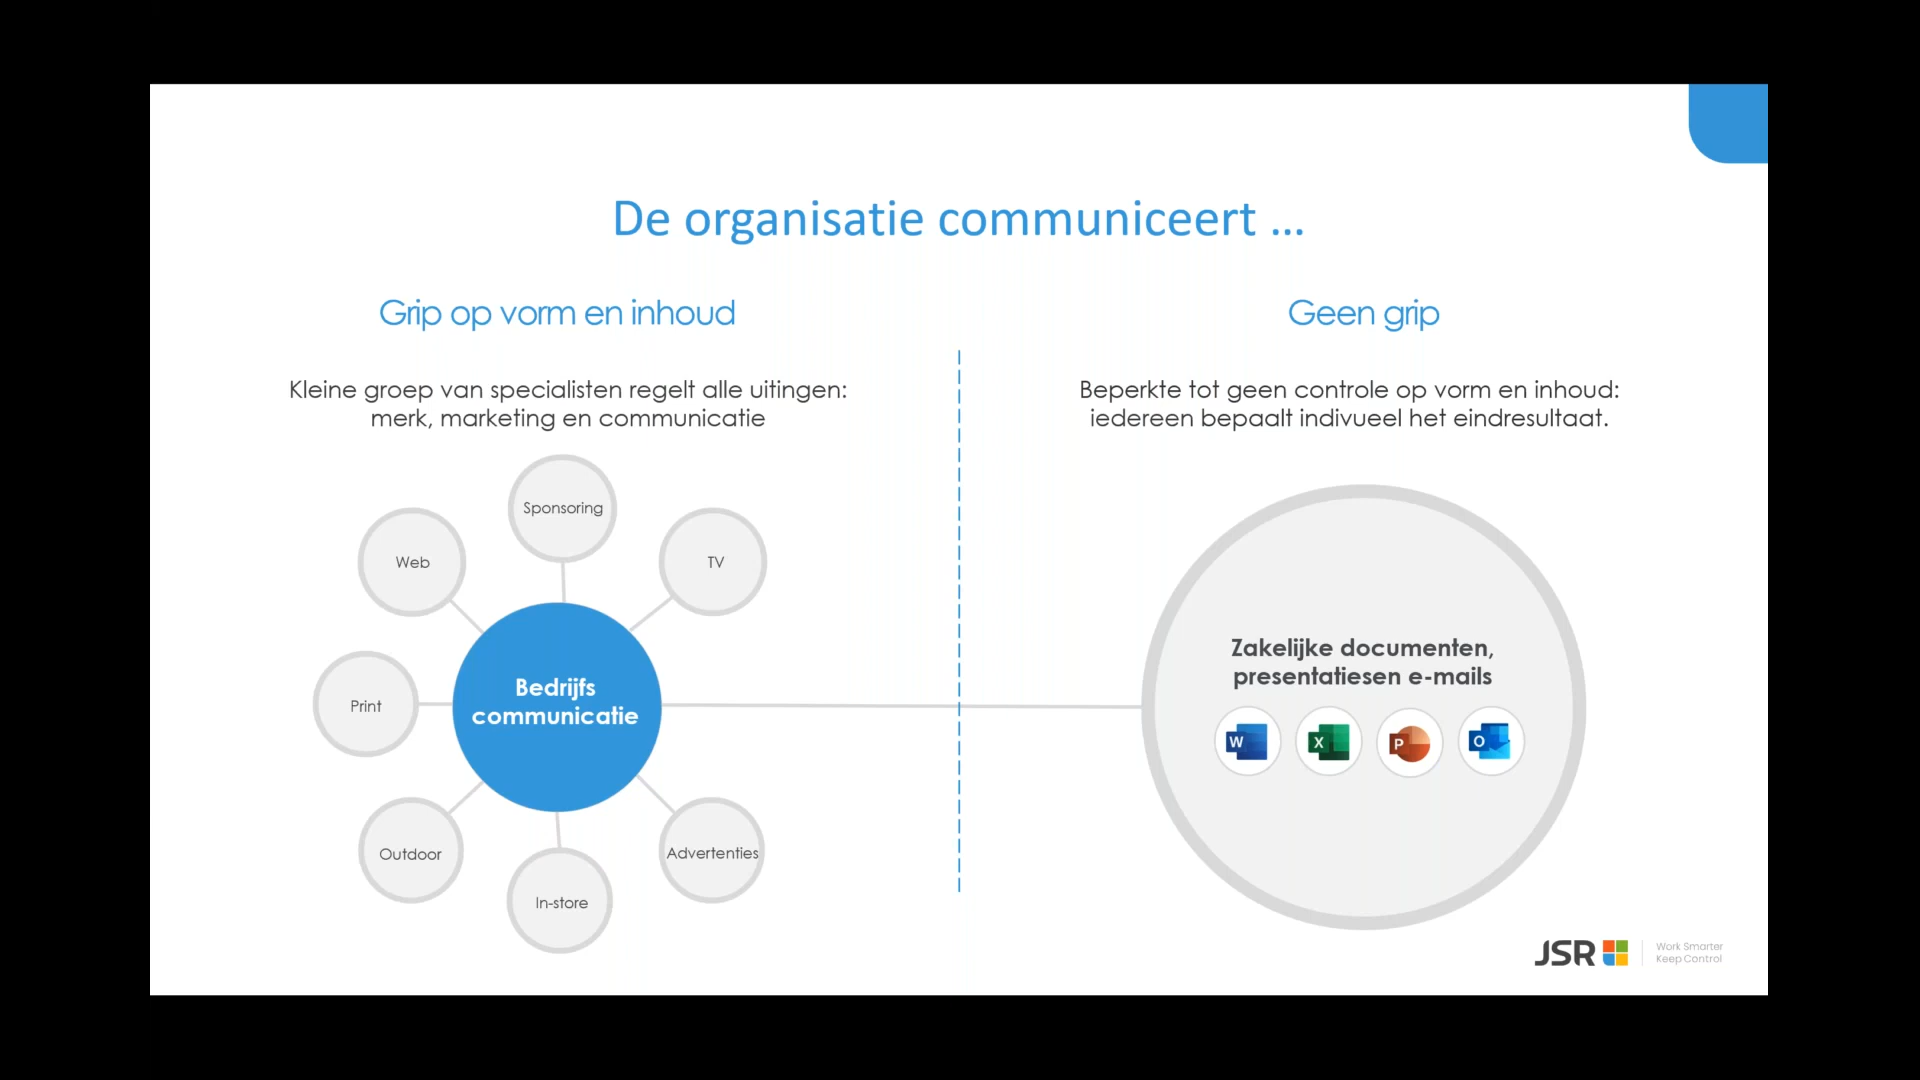 De organisatie communiceert ...
Grip op vorm en inhoud
Kleine groep van specialisten regelt alle uitingen:
merk, marketing en communicatie
Sponsoring
Web
TV
Bedrijfs
communicatie
Print
Outdoor
Advertenties
In-store
Geen grip
Beperkte tot geen controle op vorm en inhoud:
iedereen bepaalt indivueel het eindresultaat.
Zakelijke documenten,
presentatiesen e-mails
W X P O
JSR
Work Smarter
Keep Control